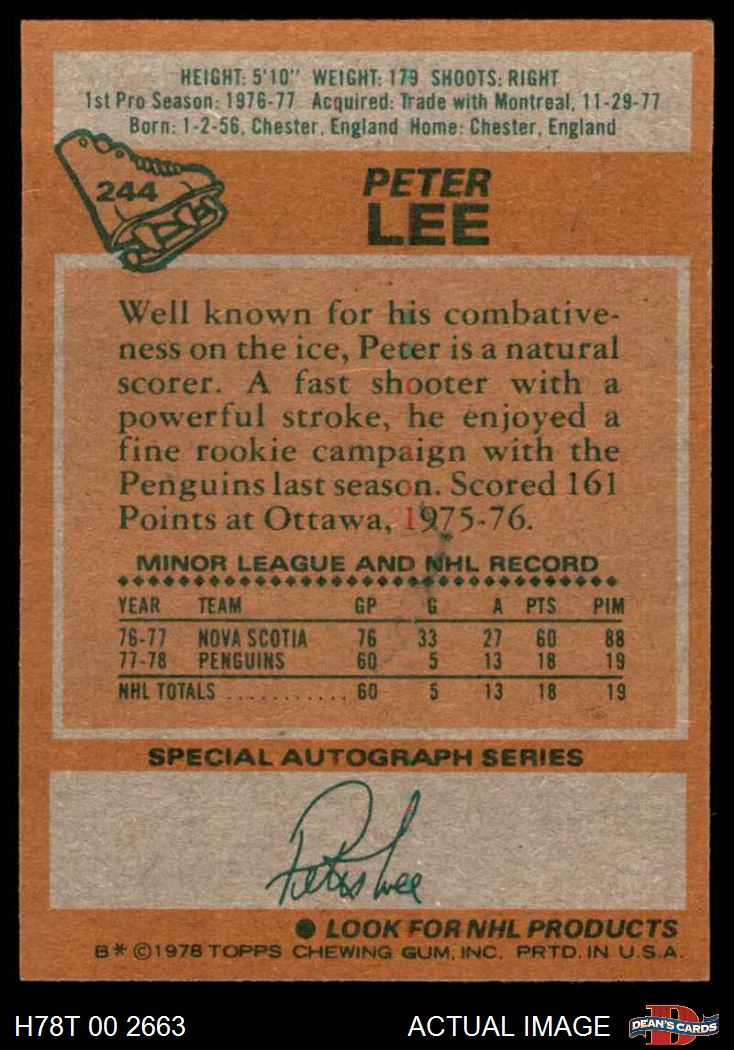 HEIGHT: 5'10" WEIGHT: 179 SHOOTS: RIGHT
1st Pro Season: 1976-77 Acquired: Trade with Montreal, 11-29-77
Born: 1-2-56, Chester, England Home: Chester, England
244
PETER
LEE
Well known for his combative-
ness on the ice, Peter is a natural
scorer. A fast shooter with a
powerful stroke, he enjoyed a
fine rookie campaign with the
Penguins last season. Scored 161
Points at Ottawa, 1975-76.
MINOR LEAGUE AND NHL RECORD
YEAR TEAM GP G A PTS PIM
76-77 NOVA SCOTIA 76 33 27 60 88
77-78 PENGUINS 60 5 13 18 19
NHL TOTALS ........... 60 5 13 18 19
SPECIAL AUTOGRAPH SERIES
Peter Lee
● LOOK FOR NHL PRODUCTS
B* ©1978 TOPPS CHEWING GUM, INC. PRTD. IN U.S.A.
H78T 00 2663 ACTUAL IMAGE DEAN'S CARDS